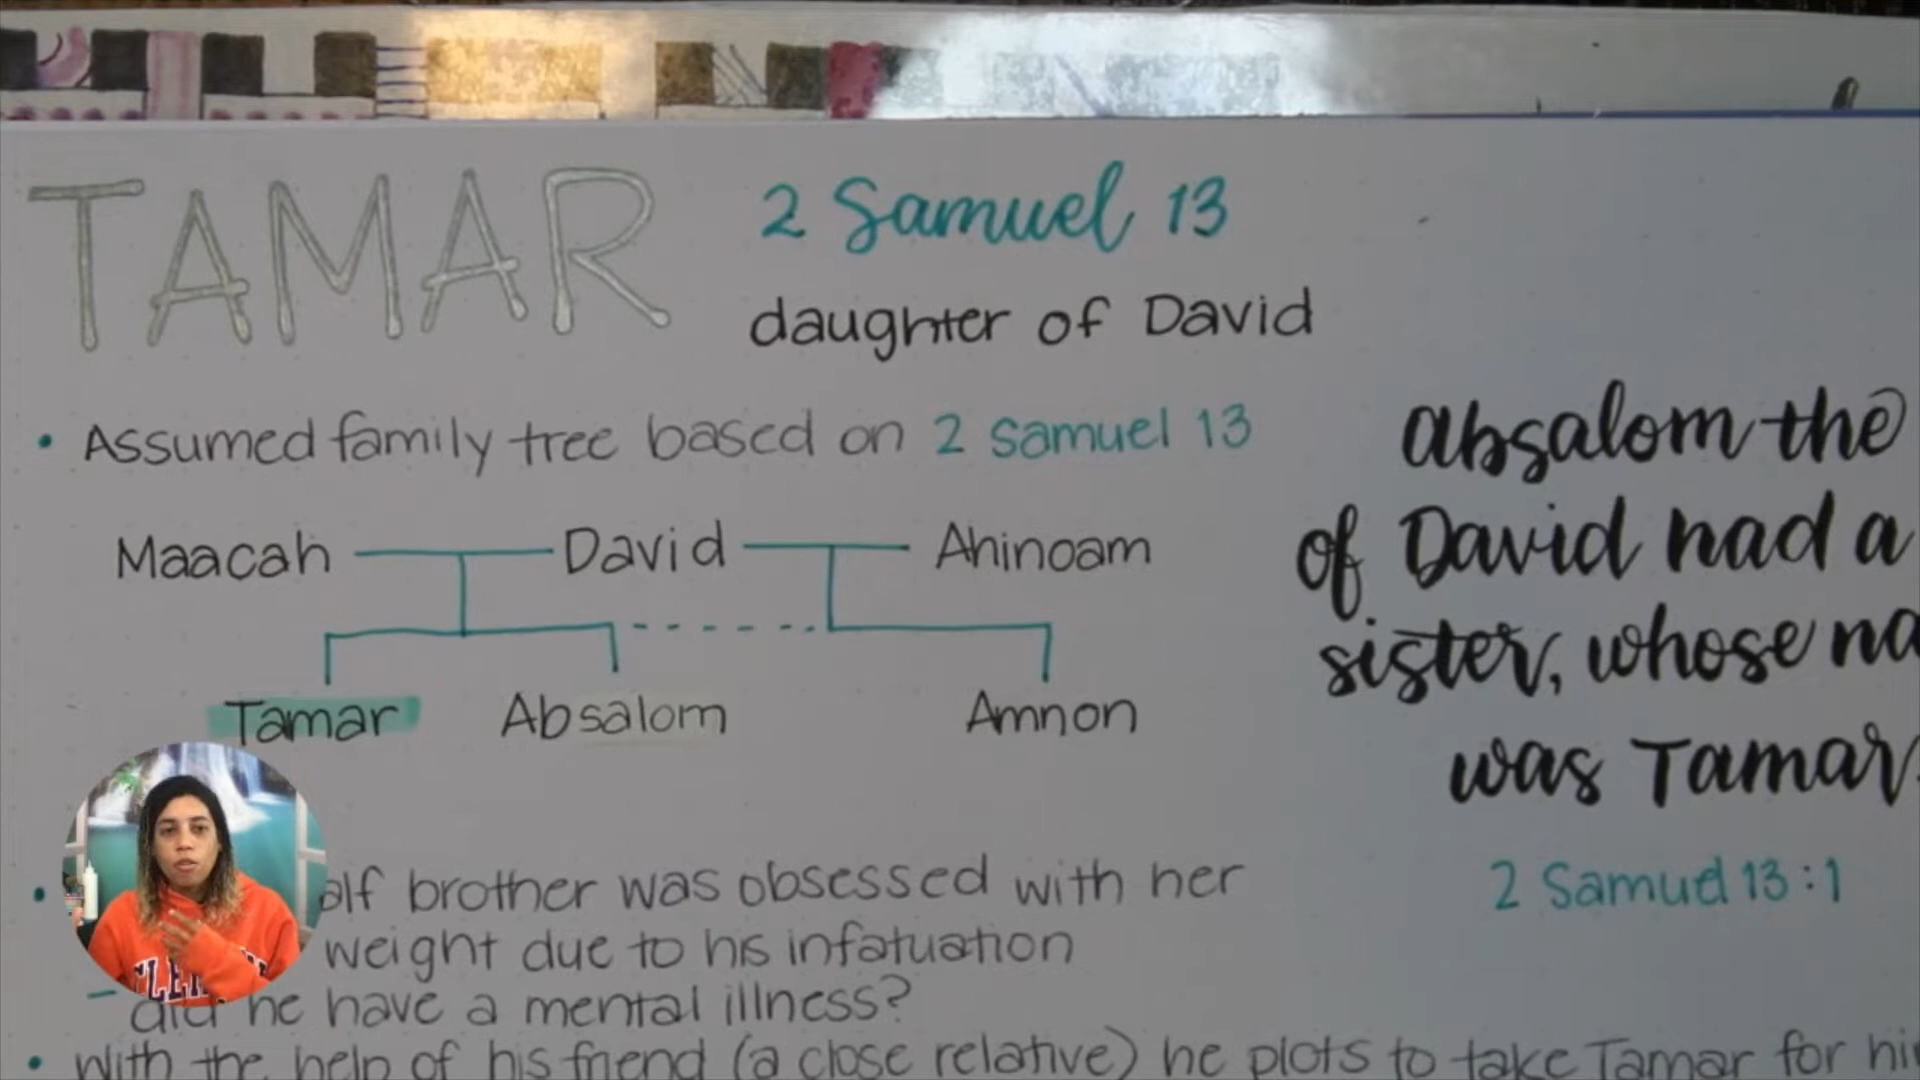 TAMAR
2 Samuel 13
daughter of David
• Assumed family tree based on 2 Samuel 13
Maacah David Ahinoam
Tamar Absalom Amnon
absalom the
of David had a
sister, whose
was Tamar
2 Samuel 13:1
• brother was obsessed with her
weight due to his infatuation
- did he have a mental illness?
• With the help of his friend (a close relative) he plots to take Tamar for